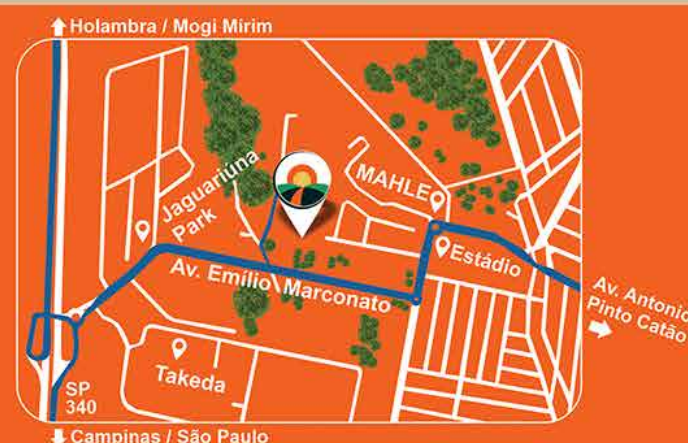 Holambra / Mogi Mirim
Jaguariúna
Park
MAHLE
Estádio
Av. Emílio Marconato
Av. Antonio
Pinto Catão
Takeda
SP
340
Campinas / São Paulo